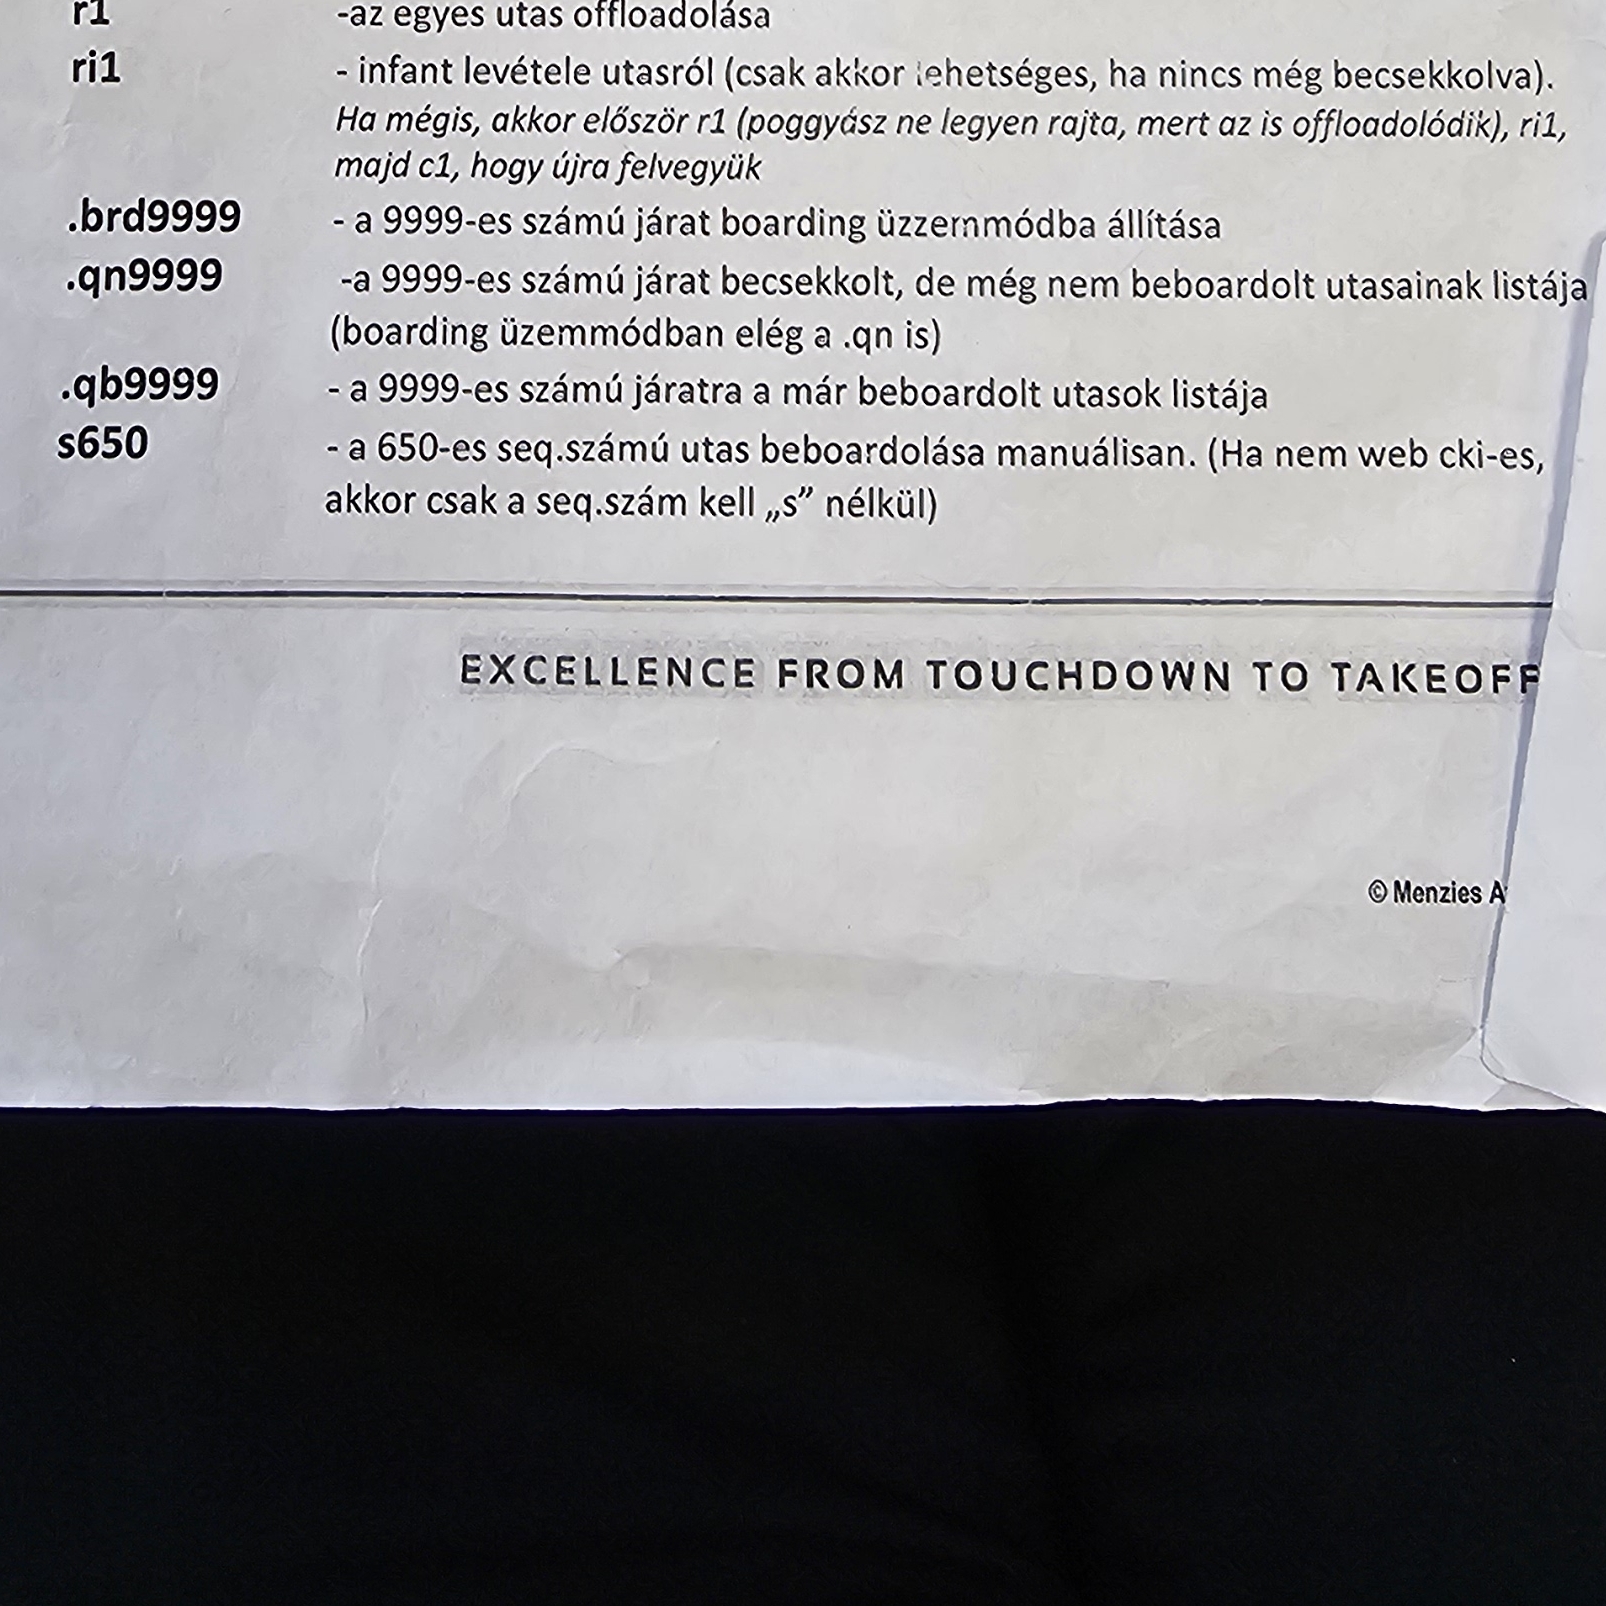 r1 -az egyes utas offloadolása
ri1 - infant levétele utasról (csak akkor lehetséges, ha nincs még becsekkolva).
Ha mégis, akkor először r1 (poggyász ne legyen rajta, mert az is offloadolódik), ri1,
majd c1, hogy újra felvegyük
.brd9999 - a 9999-es számú járat boarding üzzemmódba állítása
.qn9999 -a 9999-es számú járat becsekkolt, de még nem beboardolt utasainak listája
(boarding üzemmódban elég a .qn is)
.qb9999 - a 9999-es számú járatra a már beboardolt utasok listája
s650 - a 650-es seq.számú utas beboardolása manuálisan. (Ha nem web cki-es,
akkor csak a seq.szám kell „s” nélkül)
EXCELLENCE FROM TOUCHDOWN TO TAKEOFF
© Menzies A